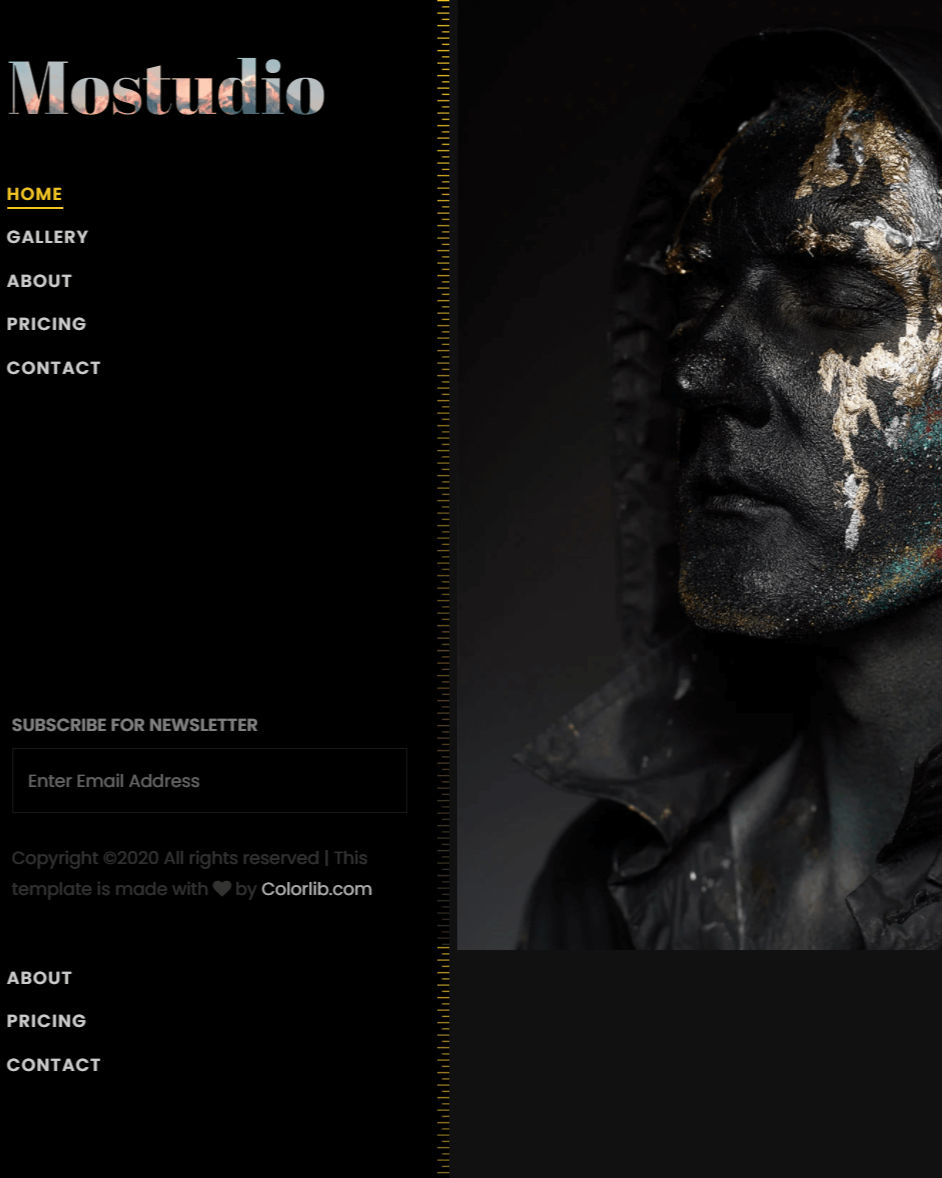 Mostudio
HOME
GALLERY
ABOUT
PRICING
CONTACT
SUBSCRIBE FOR NEWSLETTER
Enter Email Address
Copyright ©2020 All rights reserved | This
template is made with ♥ by Colorlib.com
ABOUT
PRICING
CONTACT